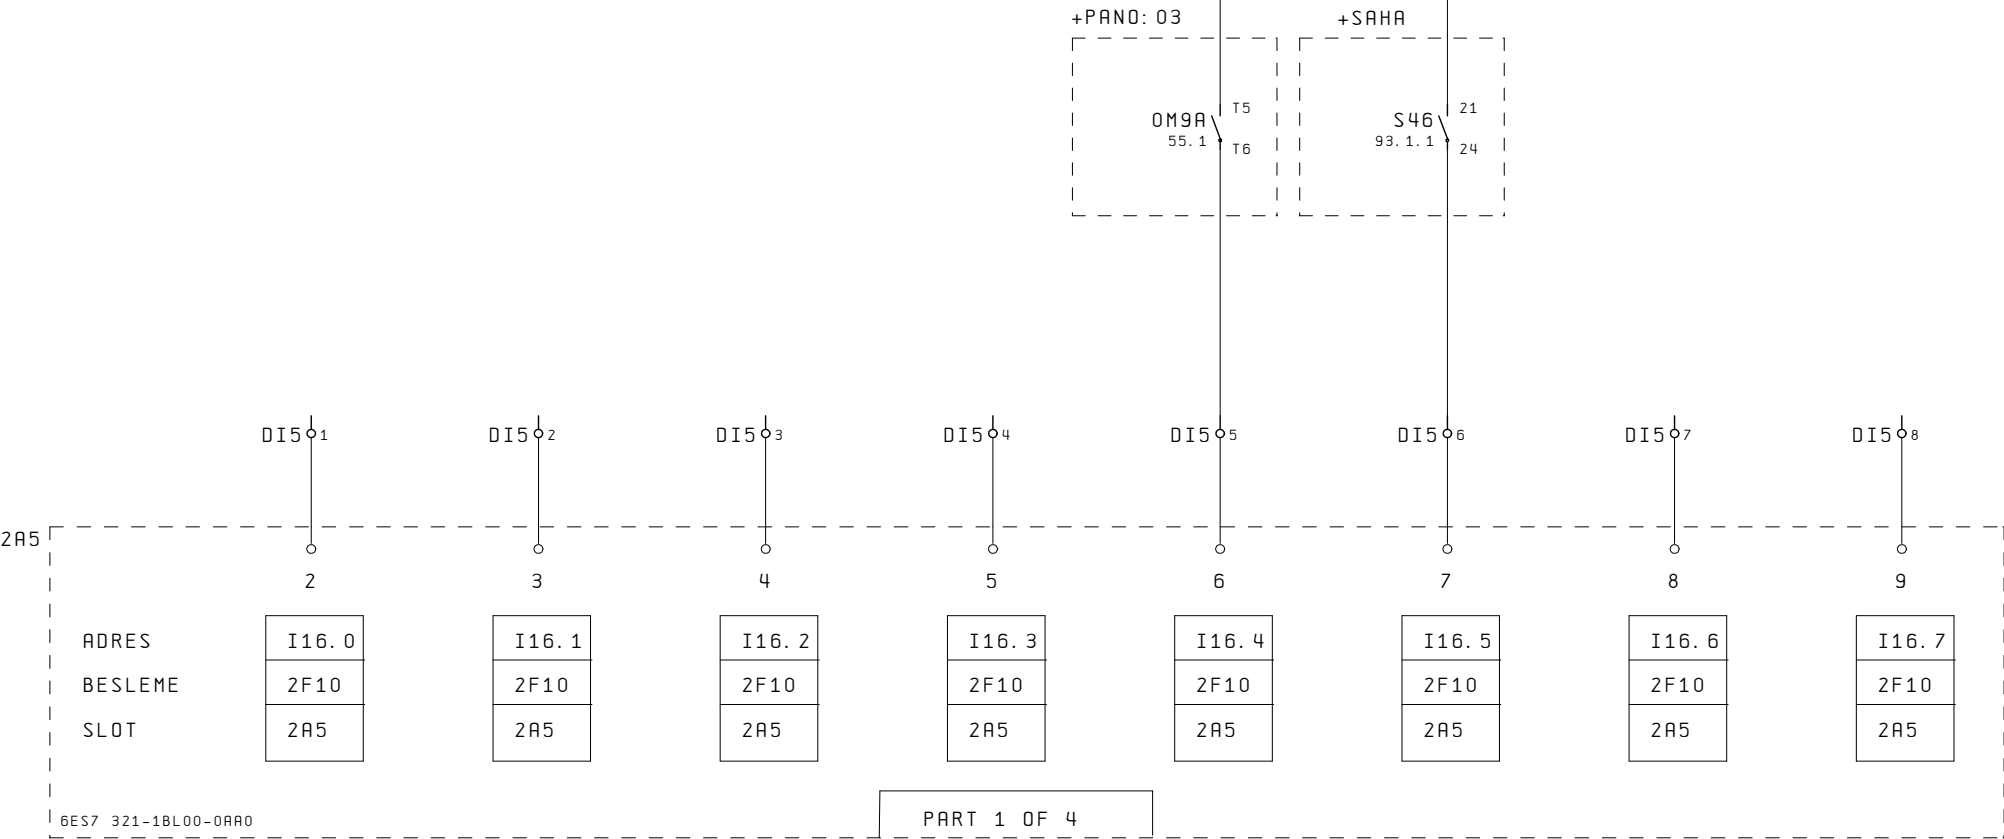 +PANO: 03 +SAHA
T5 21
0M9A S46
55. 1 93. 1. 1
T6 24
DI5 1 DI5 2 DI5 3 DI5 4 DI5 5 DI5 6 DI5 7 DI5 8
2A5
2 3 4 5 6 7 8 9
ADRES I16. 0 I16. 1 I16. 2 I16. 3 I16. 4 I16. 5 I16. 6 I16. 7
BESLEME 2F10 2F10 2F10 2F10 2F10 2F10 2F10 2F10
SLOT 2A5 2A5 2A5 2A5 2A5 2A5 2A5 2A5
6ES7 321-1BL00-0AA0 PART 1 OF 4